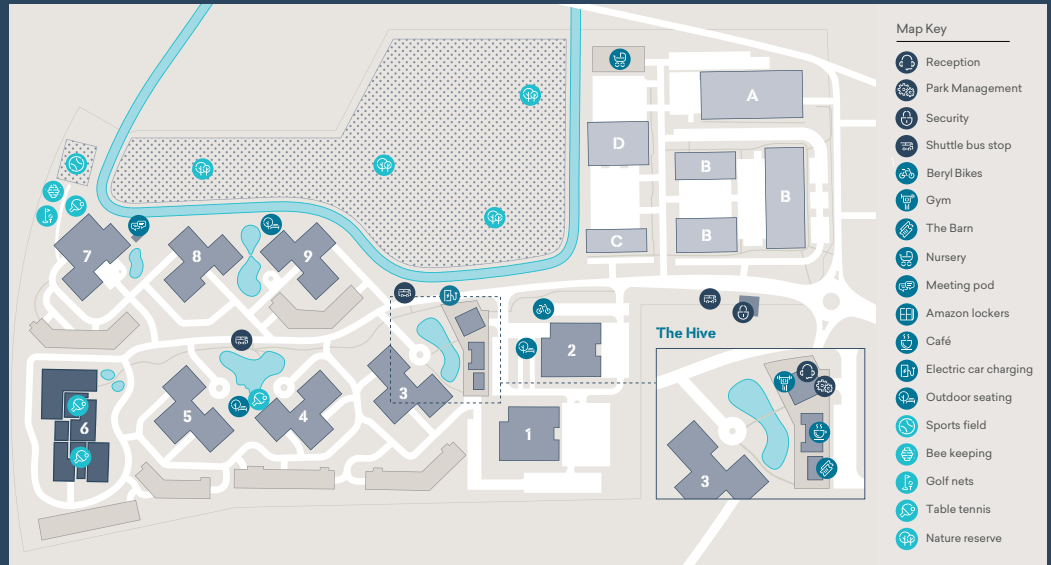 Map Key
Reception
Park Management
Security
Shuttle bus stop
Beryl Bikes
Gym
The Barn
Nursery
Meeting pod
Amazon lockers
Café
Electric car charging
Outdoor seating
Sports field
Bee keeping
Golf nets
Table tennis
Nature reserve
A
D
B
B
C
B
7
8
9
The Hive
2
3
5
4
6
1
3